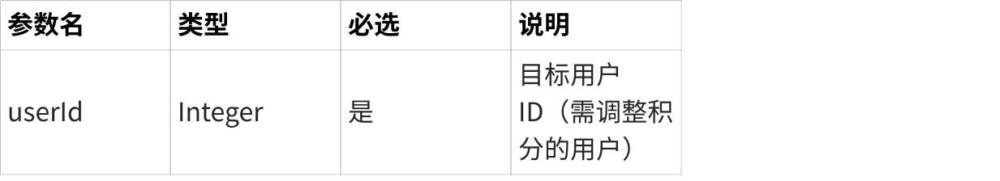 参数名 类型 必选 说明
userId Integer 是 目标用户
ID（需调整积
分的用户）